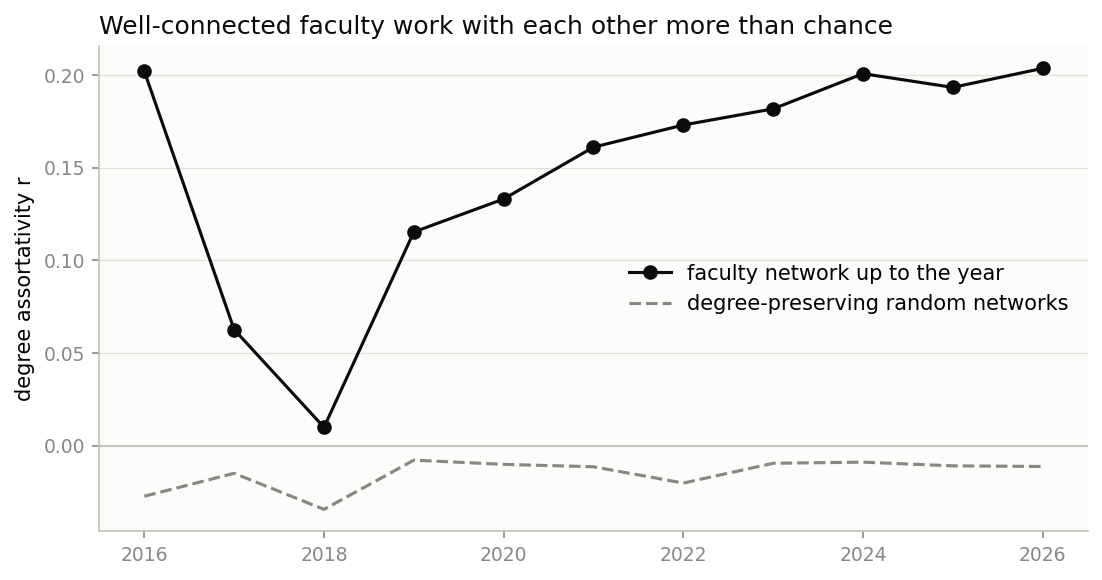 Well-connected faculty work with each other more than chance
degree assortativity r
0.20
0.15
0.10
0.05
0.00
faculty network up to the year
degree-preserving random networks
2016
2018
2020
2022
2024
2026